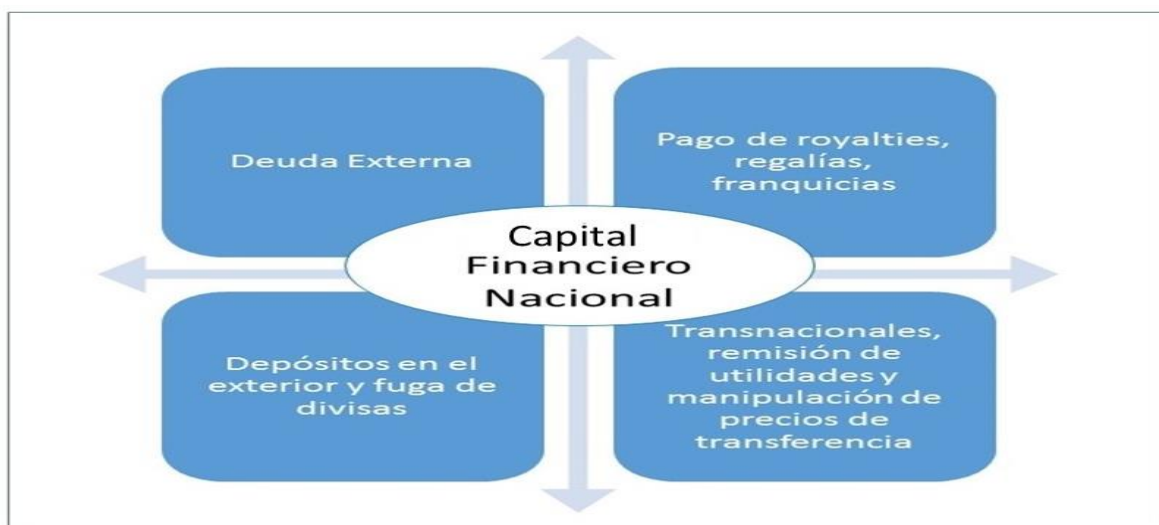 Deuda Externa
Pago de royalties,
regalías,
franquicias
Capital
Financiero
Nacional
Depósitos en el
exterior y fuga de
divisas
Transnacionales,
remisión de
utilidades y
manipulación de
precios de
transferencia